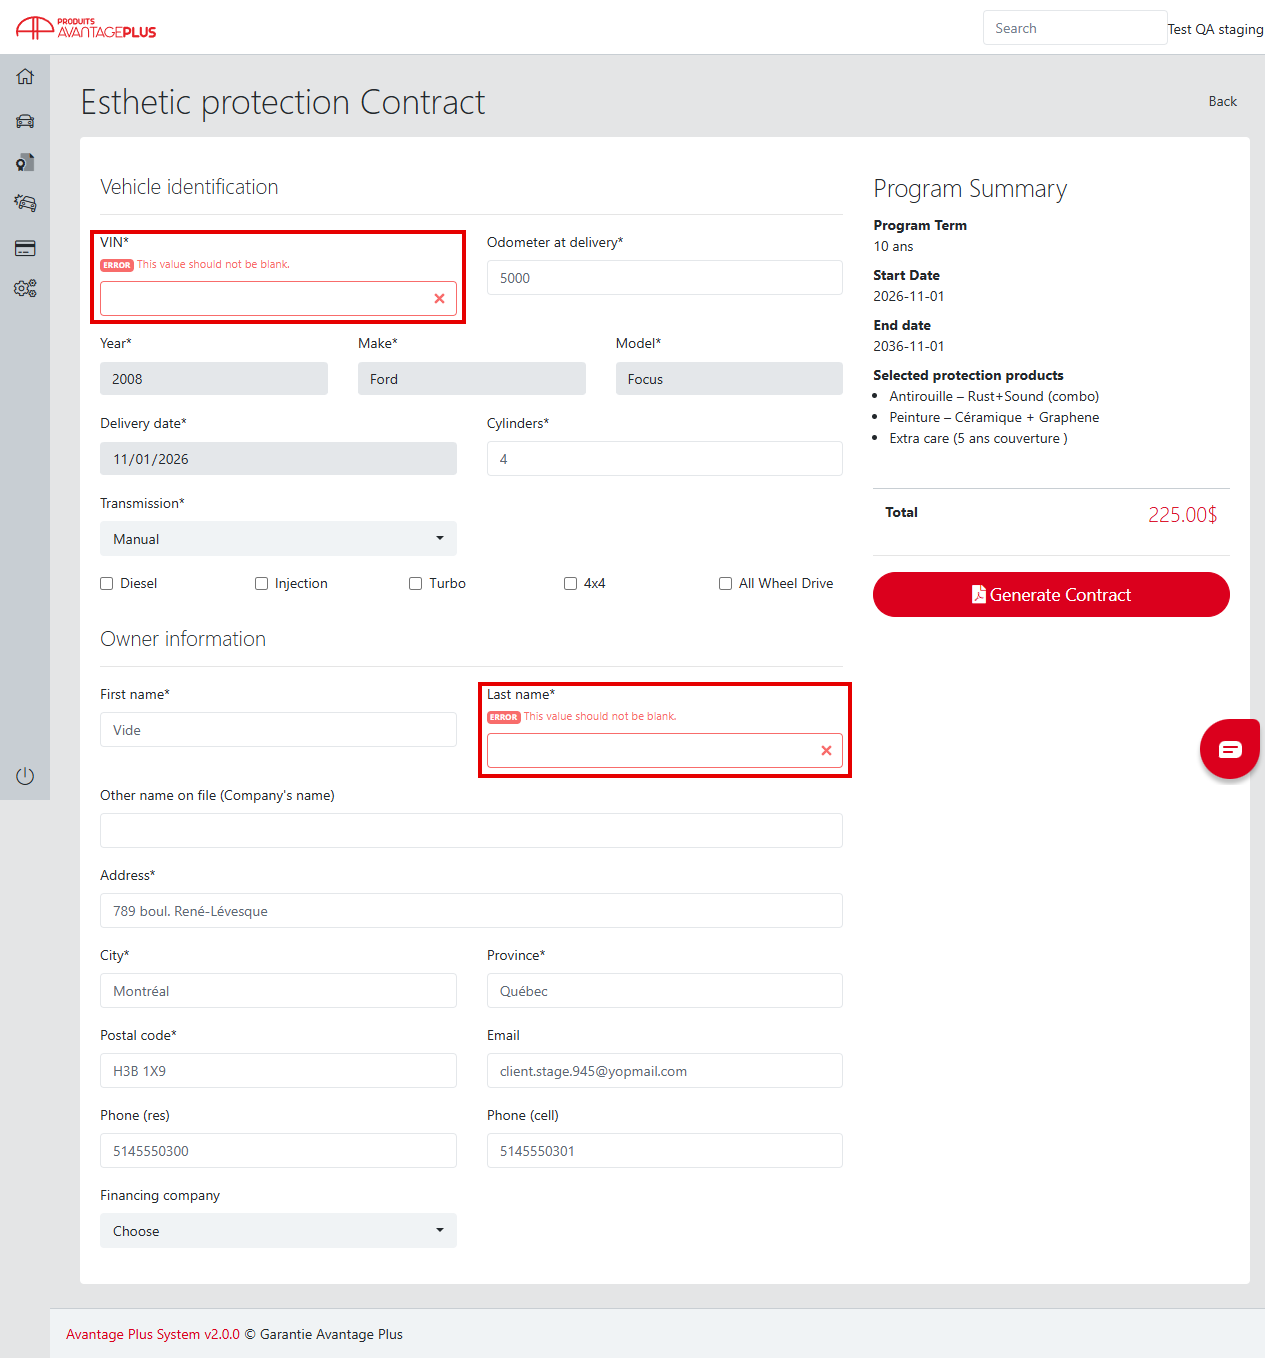 PRODUITS
AVANTAGEPLUS
Search
Test QA staging
Esthetic protection Contract
Back
Vehicle identification
VIN*
ERROR This value should not be blank.
Odometer at delivery*
5000
Year*
Make*
Model*
2008
Ford
Focus
Delivery date*
Cylinders*
11/01/2026
4
Transmission*
Manual
Diesel
Injection
Turbo
4x4
All Wheel Drive
Owner information
First name*
Vide
Last name*
ERROR This value should not be blank.
Other name on file (Company's name)
Address*
789 boul. René-Lévesque
City*
Province*
Montréal
Québec
Postal code*
Email
H3B 1X9
client.stage.945@yopmail.com
Phone (res)
Phone (cell)
5145550300
5145550301
Financing company
Choose
Program Summary
Program Term
10 ans
Start Date
2026-11-01
End date
2036-11-01
Selected protection products
Antirouille – Rust+Sound (combo)
Peinture – Céramique + Graphene
Extra care (5 ans couverture )
Total
225.00$
Generate Contract
Avantage Plus System v2.0.0 © Garantie Avantage Plus